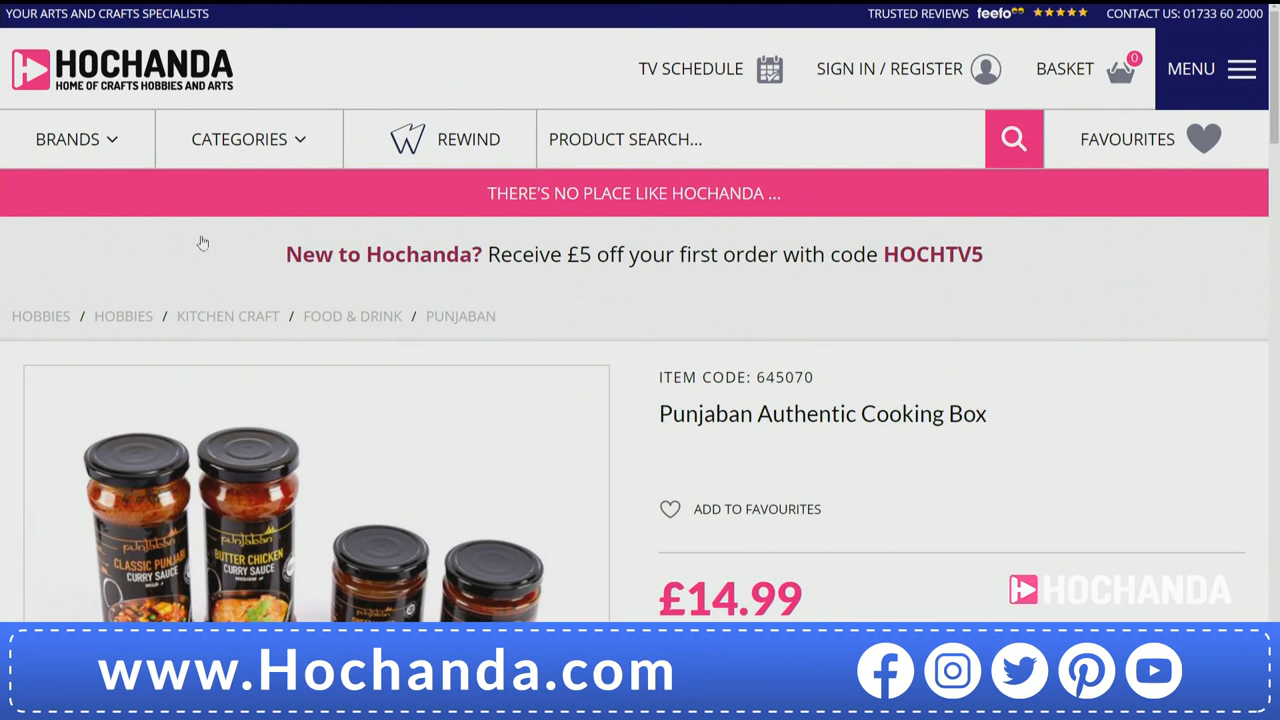 YOUR ARTS AND CRAFTS SPECIALISTS
TRUSTED REVIEWS feefo
CONTACT US: 01733 60 2000
HOCHANDA
HOME OF CRAFTS HOBBIES AND ARTS
TV SCHEDULE
SIGN IN / REGISTER
BASKET
0
MENU
BRANDS
CATEGORIES
REWIND
PRODUCT SEARCH...
FAVOURITES
THERE'S NO PLACE LIKE HOCHANDA ...
New to Hochanda? Receive £5 off your first order with code HOCHTV5
HOBBIES / HOBBIES / KITCHEN CRAFT / FOOD & DRINK / PUNJABAN
ITEM CODE: 645070
Punjaban Authentic Cooking Box
ADD TO FAVOURITES
£14.99
punjaban
CLASSIC PUNJABI
CURRY SAUCE
MILD
punjaban
BUTTER CHICKEN
CURRY SAUCE
MEDIUM
HOCHANDA
www.Hochanda.com